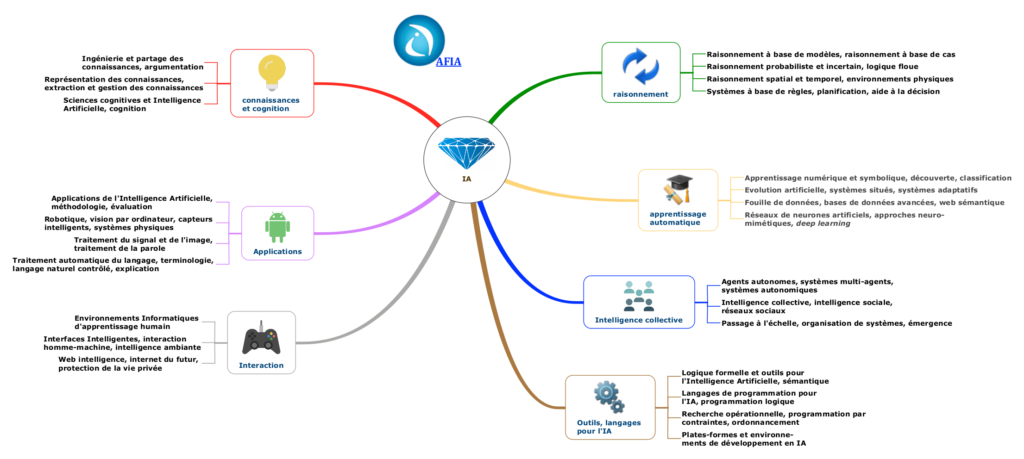 AFIA
IA
Ingénierie et partage des
connaissances, argumentation
Représentation des connaissances,
extraction et gestion des connaissances
Sciences cognitives et Intelligence
Artificielle, cognition
connaissances
et cognition
Applications de l'Intelligence Artificielle,
méthodologie, évaluation
Robotique, vision par ordinateur, capteurs
intelligents, systèmes physiques
Traitement du signal et de l'image,
traitement de la parole
Traitement automatique du langage, terminologie,
langage naturel contrôlé, explication
Applications
Environnements Informatiques
d'apprentissage humain
Interfaces Intelligentes, interaction
homme-machine, intelligence ambiante
Web intelligence, internet du futur,
protection de la vie privée
Interaction
raisonnement
Raisonnement à base de modèles, raisonnement à base de cas
Raisonnement probabiliste et incertain, logique floue
Raisonnement spatial et temporel, environments physiques
Systèmes à base de règles, planification, aide à la décision
apprentissage
automatique
Apprentissage numérique et symbolique, découverte, classification
Evolution artificielle, systèmes situés, systèmes adaptatifs
Fouille de données, bases de données avancées, web sémantique
Réseaux de neurones artificiels, approches neuro-
mimétiques, deep learning
Intelligence collective
Agents autonomes, systèmes multi-agents,
systèmes autonomiques
Intelligence collective, intelligence sociale,
réseaux sociaux
Passage à l'échelle, organisation de systèmes, émergence
Outils, langages
pour l'IA
Logique formelle et outils pour
l'Intelligence Artificielle, sémantique
Langages de programmation pour
l'IA, programmation logique
Recherche opérationnelle, programmation par
contraintes, ordonnancement
Plates-formes et environne-
ments de développement en IA